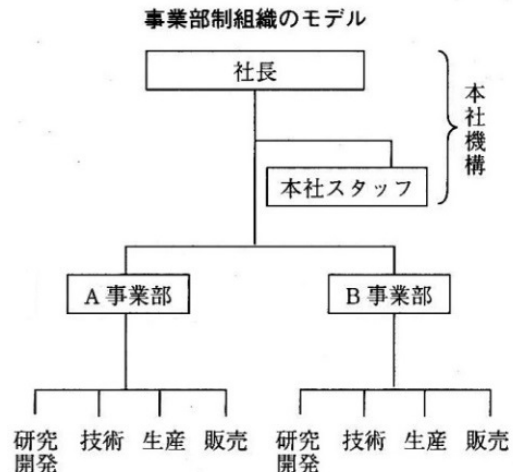 事業部制組織のモデル
社長
本社機構
本社スタッフ
A 事業部
B 事業部
研究
開発
技術
生産
販売
研究
開発
技術
生産
販売